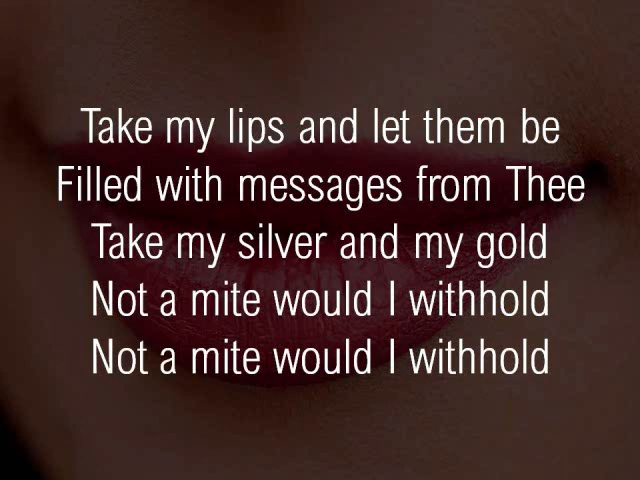 Take my lips and let them be
Filled with messages from Thee
Take my silver and my gold
Not a mite would I withhold
Not a mite would I withhold